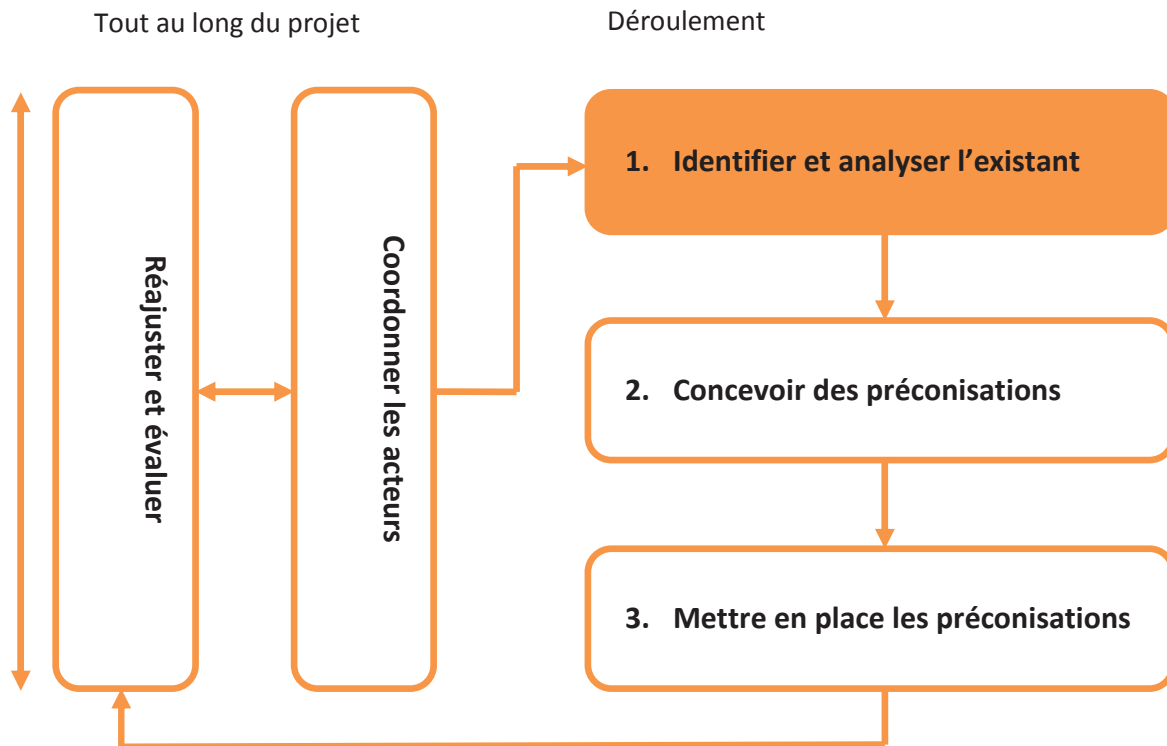 Tout au long du projet
Déroulement
Réajuster et évaluer
Coordonner les acteurs
1. Identifier et analyser l’existant
2. Concevoir des préconisations
3. Mettre en place les préconisations